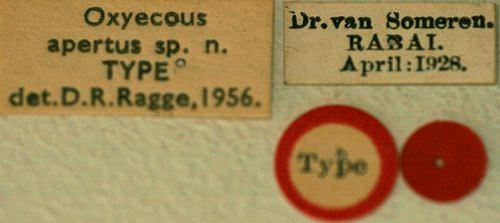 Oxyecous
apertus sp. n.
TYPE °
det.D.R.Ragge,1956.
Dr. van Someren.
RABAI.
April:1928.
Type